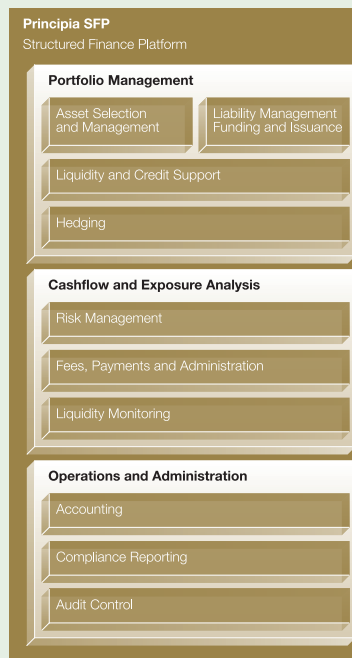 Principia SFP
Structured Finance Platform
Portfolio Management
Asset Selection
and Management
Liability Management
Funding and Issuance
Liquidity and Credit Support
Hedging
Cashflow and Exposure Analysis
Risk Management
Fees, Payments and Administration
Liquidity Monitoring
Operations and Administration
Accounting
Compliance Reporting
Audit Control